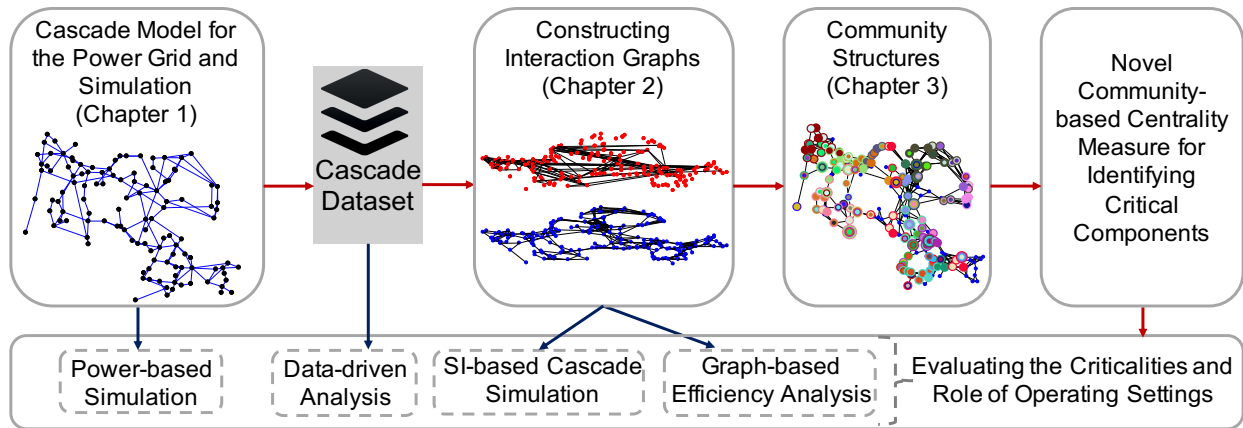 Cascade Model for
the Power Grid and
Simulation
(Chapter 1)
Cascade
Dataset
Constructing
Interaction Graphs
(Chapter 2)
Community
Structures
(Chapter 3)
Novel
Community-
based Centrality
Measure for
Identifying
Critical
Components
Power-based
Simulation
Data-driven
Analysis
SI-based Cascade
Simulation
Graph-based
Efficiency Analysis
Evaluating the Criticalities and
Role of Operating Settings